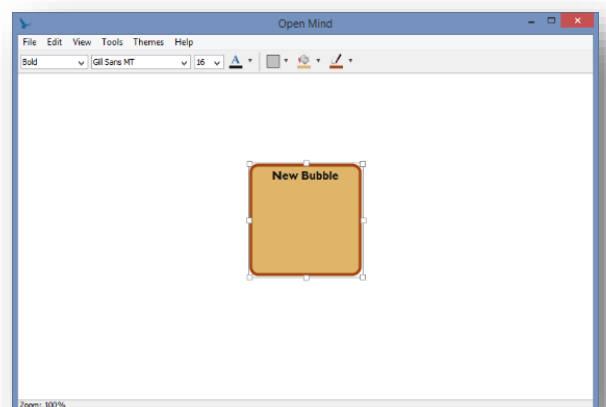 Open Mind
File Edit View Tools Themes Help
Bold Gill Sans MT 16 A
New Bubble
Zoom: 100%